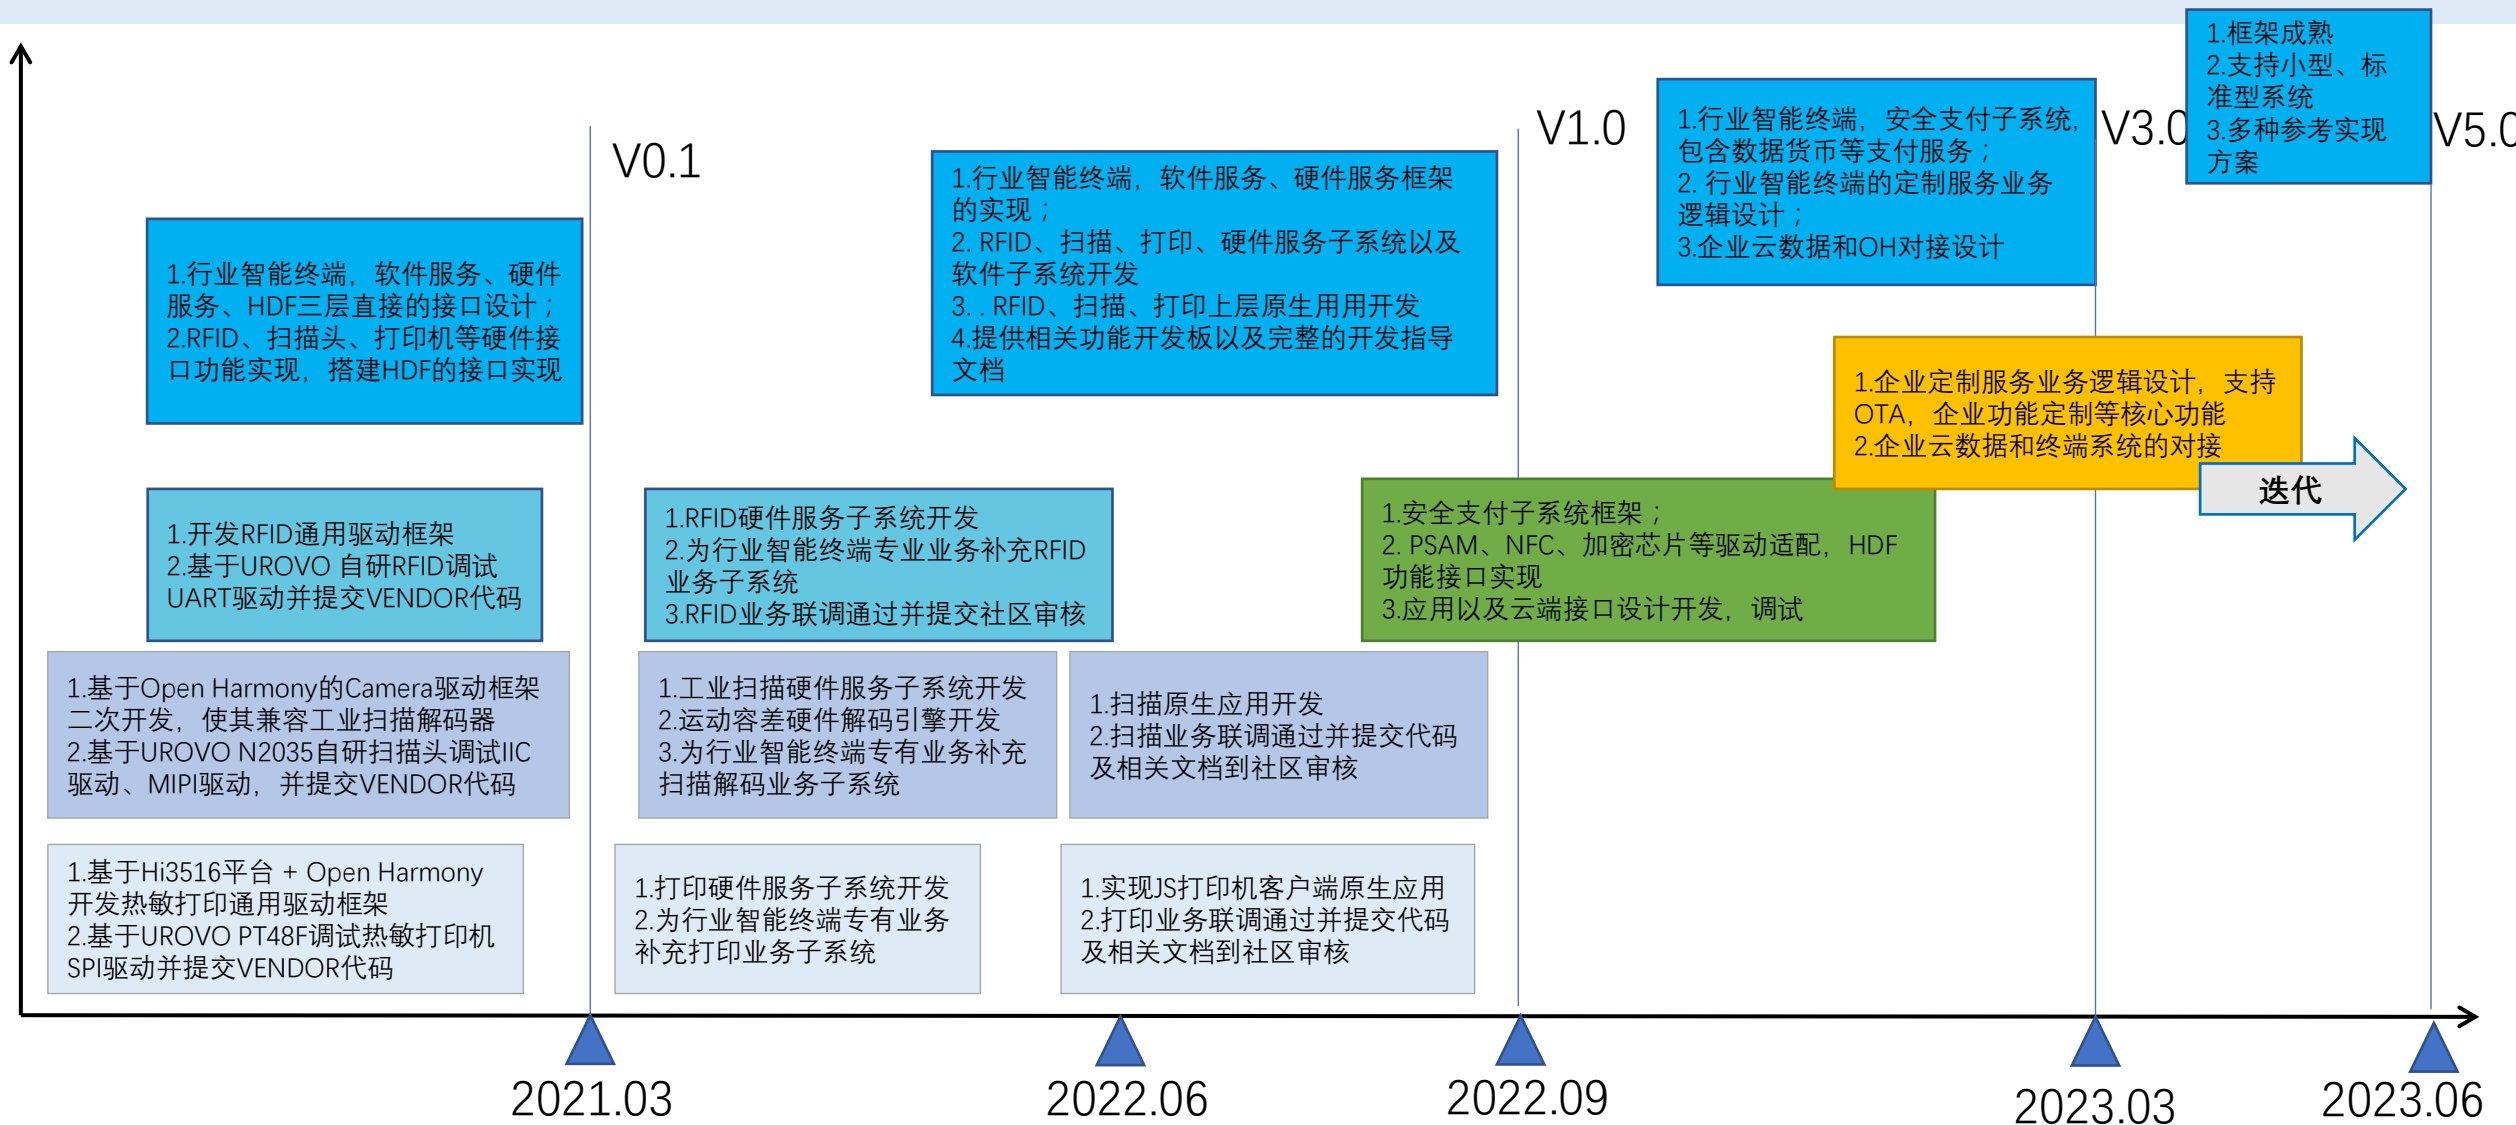 1.框架成熟
2.支持小型、标
准型系统
3.多种参考实现
方案
V0.1
V1.0
V3.0
V5.0
1.行业智能终端，软件服务、硬件
服务、HDF三层直接的接口设计；
2.RFID、扫描头、打印机等硬件接
口功能实现，搭建HDF的接口实现
1.行业智能终端，软件服务、硬件服务框架
的实现；
2. RFID、扫描、打印、硬件服务子系统以及
软件子系统开发
3. . RFID、扫描、打印上层原生用用开发
4.提供相关功能开发板以及完整的开发指导
文档
1.行业智能终端，安全支付子系统,
包含数据货币等支付服务；
2. 行业智能终端的定制服务业务
逻辑设计；
3.企业云数据和OH对接设计
1.企业定制服务业务逻辑设计，支持
OTA，企业功能定制等核心功能
2.企业云数据和终端系统的对接
迭代
1.开发RFID通用驱动框架
2.基于UROVO 自研RFID调试
UART驱动并提交VENDOR代码
1.RFID硬件服务子系统开发
2.为行业智能终端专业业务补充RFID
业务子系统
3.RFID业务联调通过并提交社区审核
1.安全支付子系统框架；
2. PSAM、NFC、加密芯片等驱动适配，HDF
功能接口实现
3.应用以及云端接口设计开发，调试
1.基于Open Harmony的Camera驱动框架
二次开发，使其兼容工业扫描解码器
2.基于UROVO N2035自研扫描头调试IIC
驱动、MIPI驱动，并提交VENDOR代码
1.工业扫描硬件服务子系统开发
2.运动容差硬件解码引擎开发
3.为行业智能终端专有业务补充
扫描解码业务子系统
1.扫描原生应用开发
2.扫描业务联调通过并提交代码
及相关文档到社区审核
1.基于Hi3516平台 + Open Harmony
开发热敏打印通用驱动框架
2.基于UROVO PT48F调试热敏打印机
SPI驱动并提交VENDOR代码
1.打印硬件服务子系统开发
2.为行业智能终端专有业务
补充打印业务子系统
1.实现JS打印机客户端原生应用
2.打印业务联调通过并提交代码
及相关文档到社区审核
2021.03
2022.06
2022.09
2023.03
2023.06